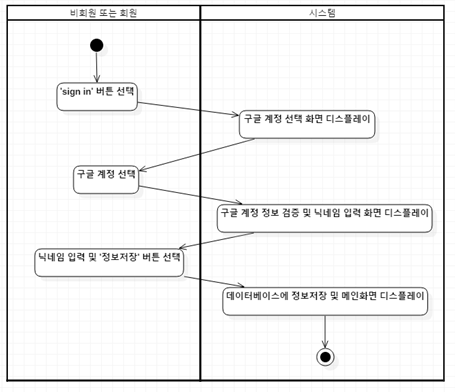 비회원 또는 회원
시스템
'sign in' 버튼 선택
구글 계정 선택 화면 디스플레이
구글 계정 선택
구글 계정 정보 검증 및 닉네임 입력 화면 디스플레이
닉네임 입력 및 '정보저장' 버튼 선택
데이터베이스에 정보저장 및 메인화면 디스플레이